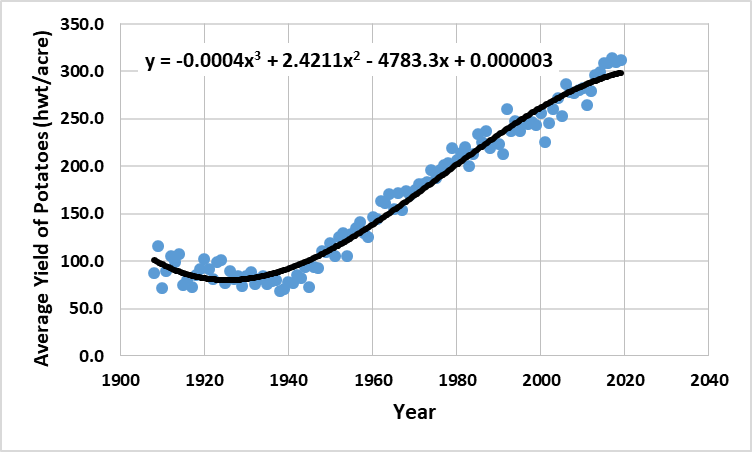 y = -0.0004x³ + 2.4211x² - 4783.3x + 0.000003
Average Yield of Potatoes (hwt/acre)
350.0
300.0
250.0
200.0
150.0
100.0
50.0
0.0
1900 1920 1940 1960 1980 2000 2020 2040
Year